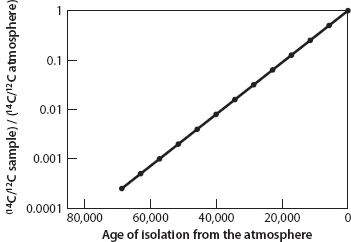 (¹⁴C/¹²C sample) / (¹⁴C/¹²C atmosphere)
1
0.1
0.01
0.001
0.0001
80,000 60,000 40,000 20,000 0
Age of isolation from the atmosphere